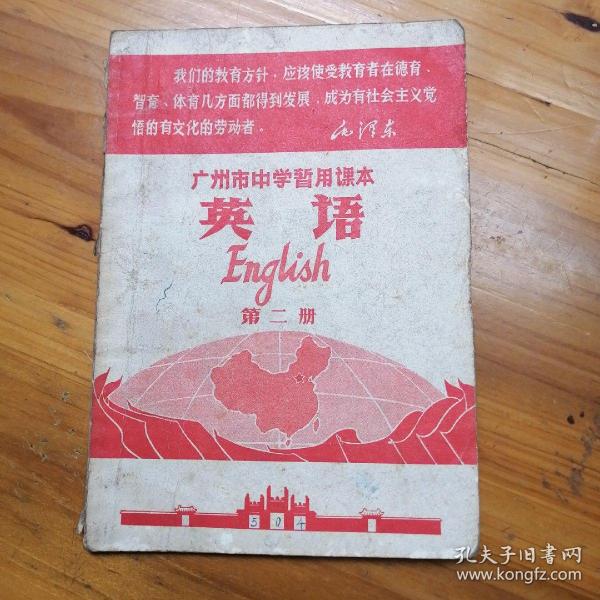 我们的教育方针，应该使受教育者在德育、
智育、体育几方面都得到发展，成为有社会主义觉
悟的有文化的劳动者。
毛泽东
广州市中学暂用课本
英语
English
第二册
504
孔夫子旧书网
www.kongfz.com